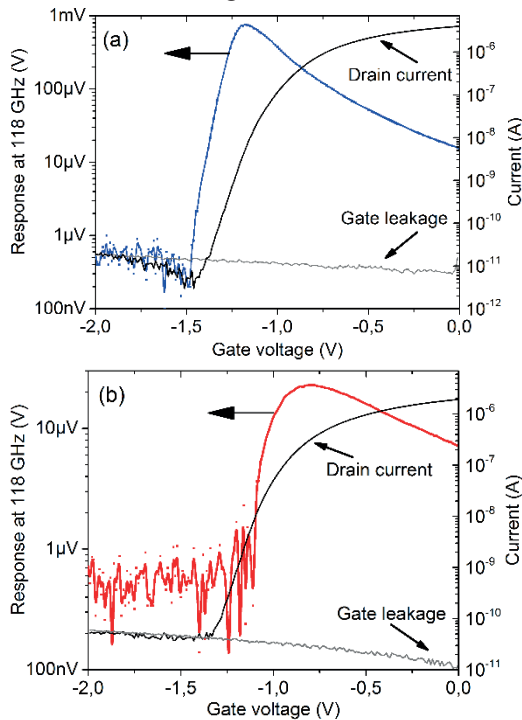 1mV
(a)
100µV
10µV
1µV
100nV
Response at 118 GHz (V)
Drain current
Gate leakage
10⁻⁶
10⁻⁷
10⁻⁸
10⁻⁹
10⁻¹⁰
10⁻¹¹
10⁻¹²
Current (A)
-2,0 -1,5 -1,0 -0,5 0,0
Gate voltage (V)
(b)
10µV
1µV
100nV
Response at 118 GHz (V)
Drain current
Gate leakage
10⁻⁶
10⁻⁷
10⁻⁸
10⁻⁹
10⁻¹⁰
10⁻¹¹
Current (A)
-2,0 -1,5 -1,0 -0,5 0,0
Gate voltage (V)